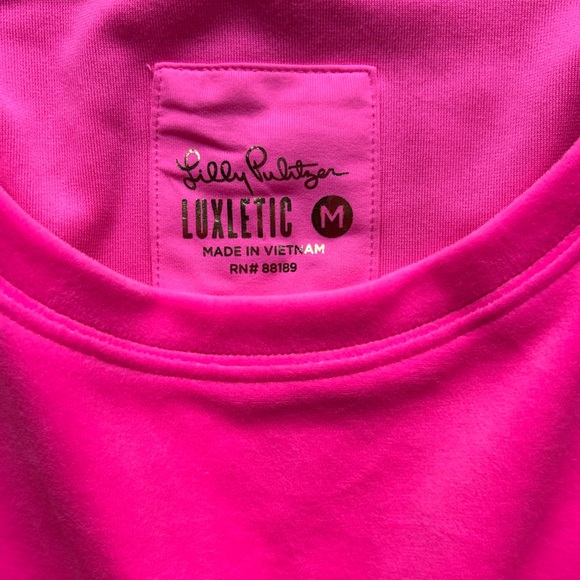 Lilly Pulitzer
LUXLETIC M
MADE IN VIETNAM
RN# 88189